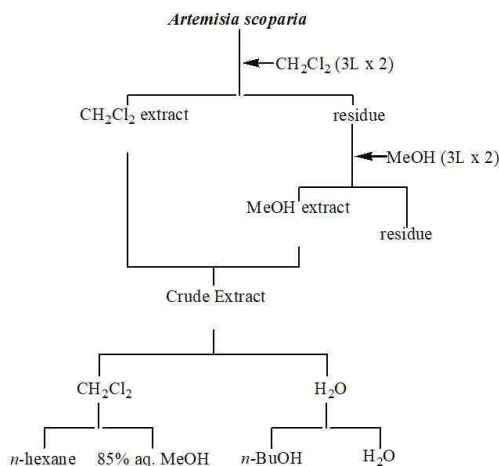 Artemisia scoparia
CH₂Cl₂ (3L x 2)
CH₂Cl₂ extract
residue
MeOH (3L x 2)
MeOH extract
residue
Crude Extract
CH₂Cl₂
H₂O
n-hexane
85% aq. MeOH
n-BuOH
H₂O